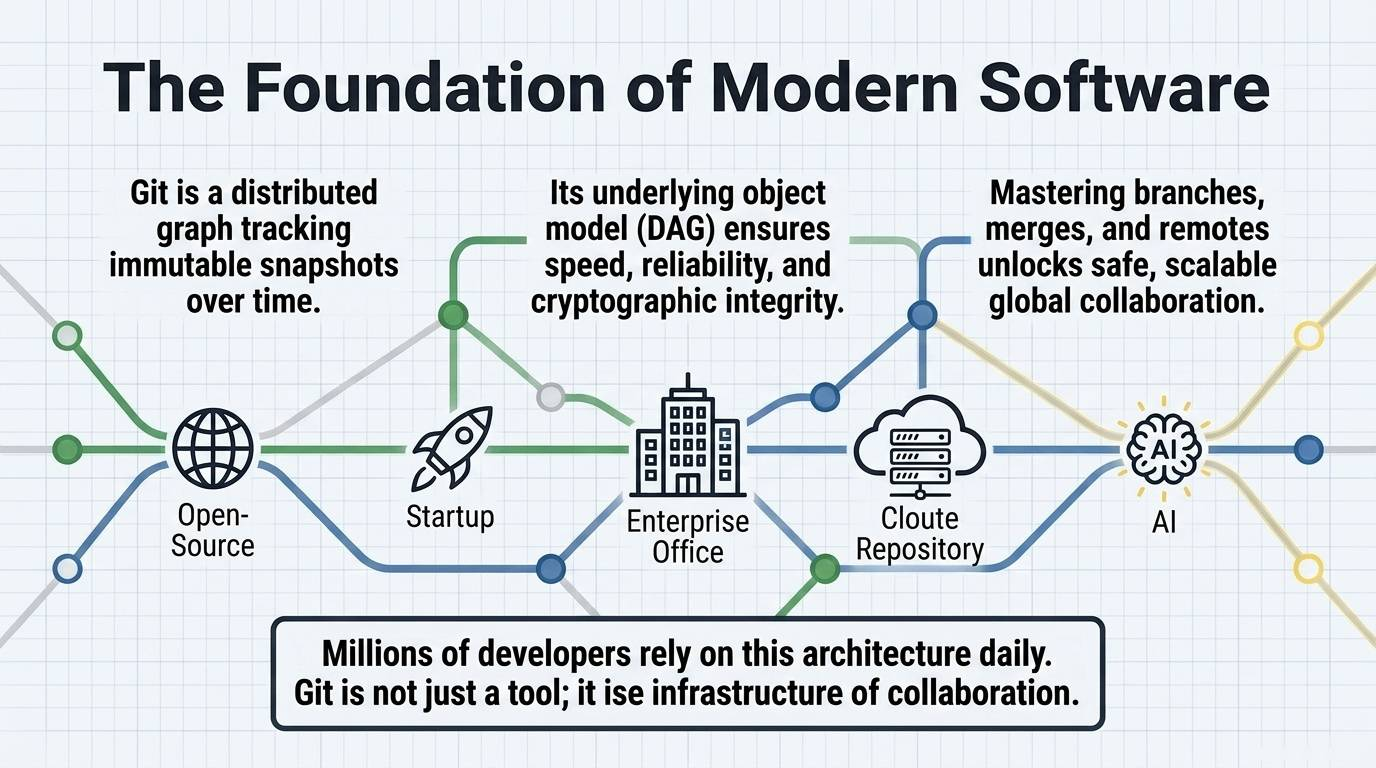 The Foundation of Modern Software
Git is a distributed
graph tracking
immutable snapshots
over time.
Its underlying object
model (DAG) ensures
speed, reliability, and
cryptographic integrity.
Mastering branches,
merges, and remotes
unlocks safe, scalable
global collaboration.
Open-
Source
Startup
Enterprise
Office
Cloute
Repository
AI
AI
Millions of developers rely on this architecture daily.
Git is not just a tool; it ise infrastructure of collaboration.